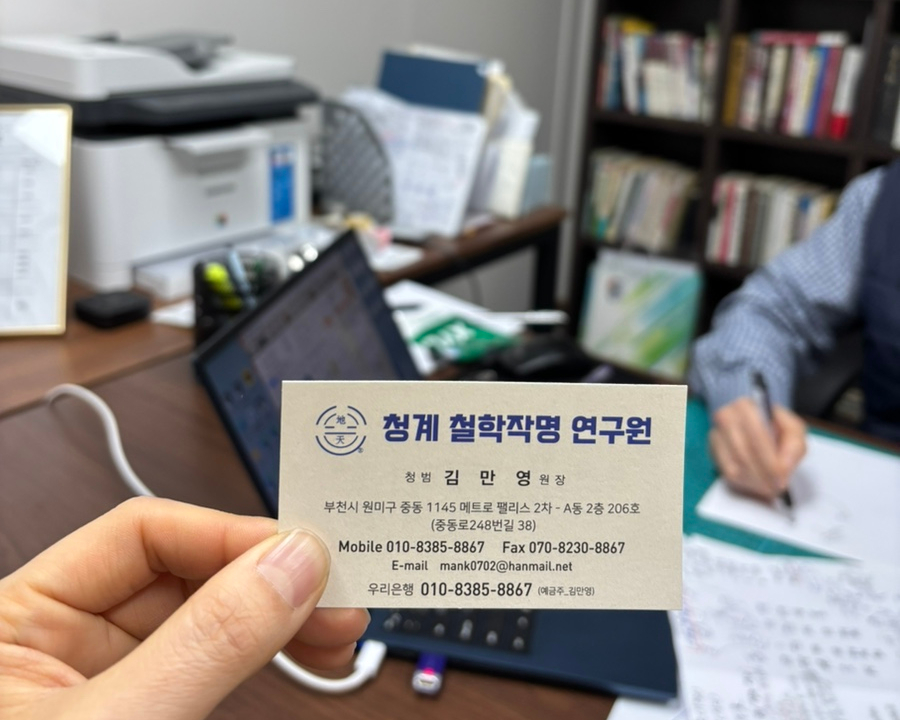 地
天
청계 철학작명 연구원
청범 김 만 영 원장
부천시 원미구 중동 1145 메트로 팰리스 2차 - A동 2층 206호
(중동로248번길 38)
Mobile 010-8385-8867 Fax 070-8230-8867
E-mail mank0702@hanmail.net
우리은행 010-8385-8867 (예금주_김만영)